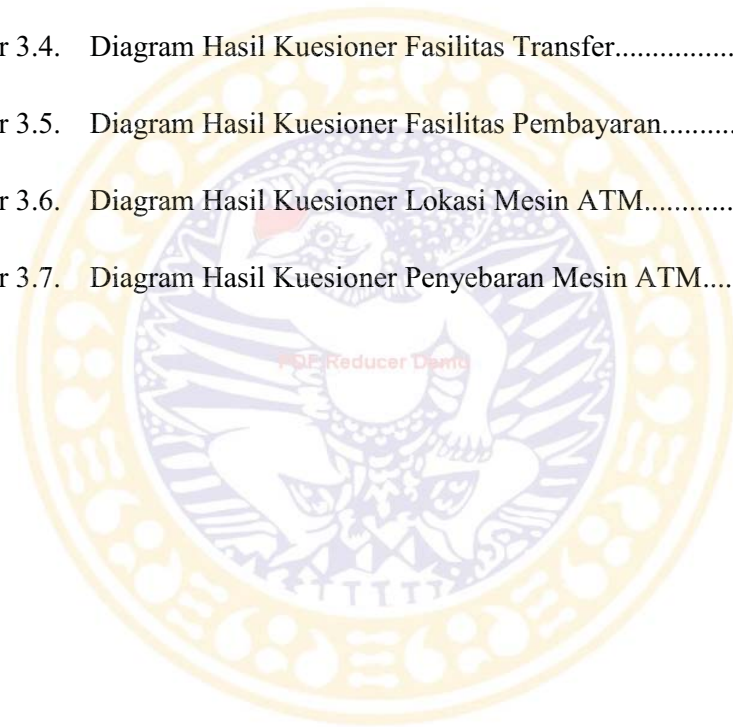 r 3.4. Diagram Hasil Kuesioner Fasilitas Transfer................
r 3.5. Diagram Hasil Kuesioner Fasilitas Pembayaran..........
r 3.6. Diagram Hasil Kuesioner Lokasi Mesin ATM............
r 3.7. Diagram Hasil Kuesioner Penyebaran Mesin ATM....
PDF Reducer Demo